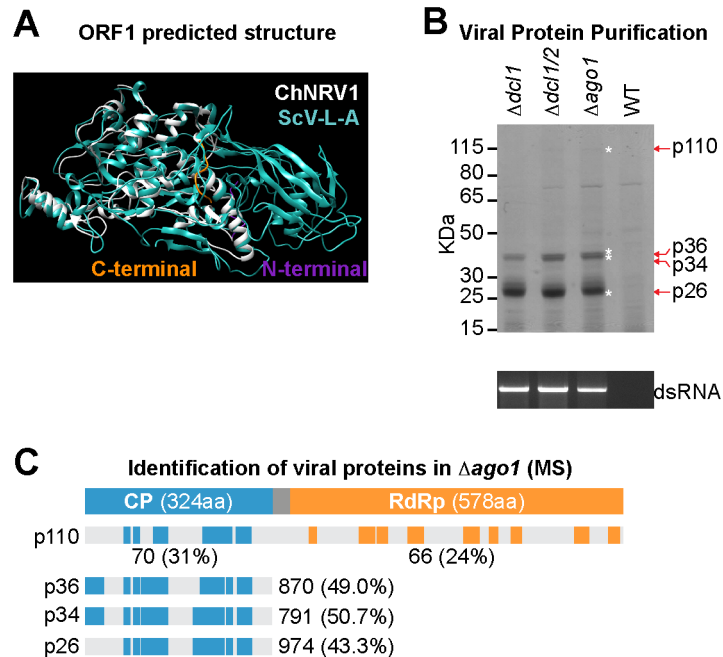 A
ORF1 predicted structure
ChNRV1
ScV-L-A
C-terminal
N-terminal
B
Viral Protein Purification
Δdcl1
Δdcl1/2
Δago1
WT
KDa
115
80
65
50
30
25
15
*
*
*
*
p110
p36
p34
p26
dsRNA
C
Identification of viral proteins in Δago1 (MS)
CP (324aa)
RdRp (578aa)
p110
70 (31%)
66 (24%)
p36
870 (49.0%)
p34
791 (50.7%)
p26
974 (43.3%)